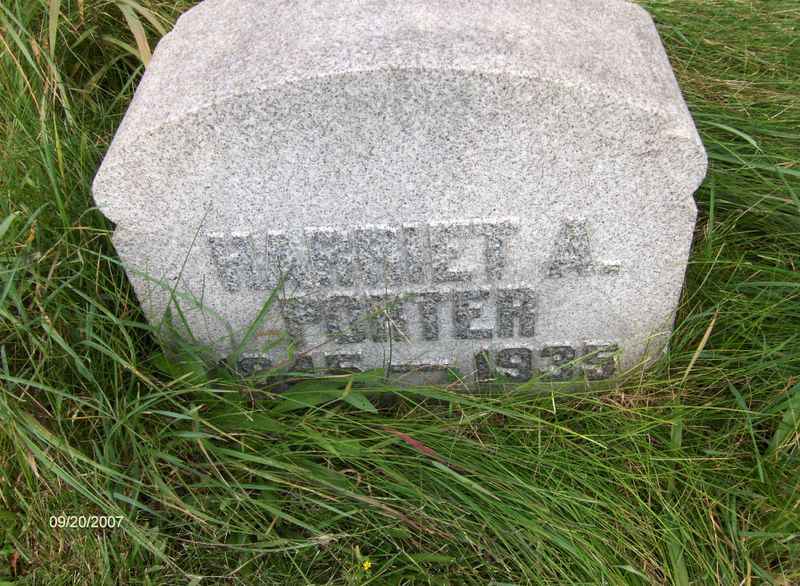 HARRIET A.
PORTER
— 1935
09/20/2007